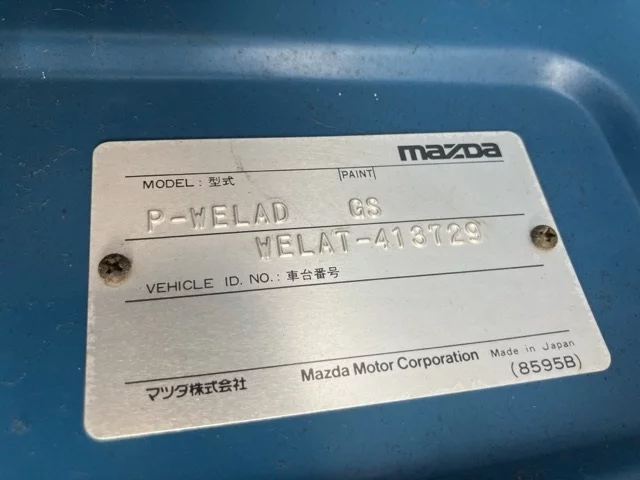 mazda
MODEL : 型式 PAINT
P-WELAD GS
WELAT-413729
VEHICLE ID. NO. : 車台番号
マツダ株式会社 Mazda Motor Corporation Made in Japan
(8595B)